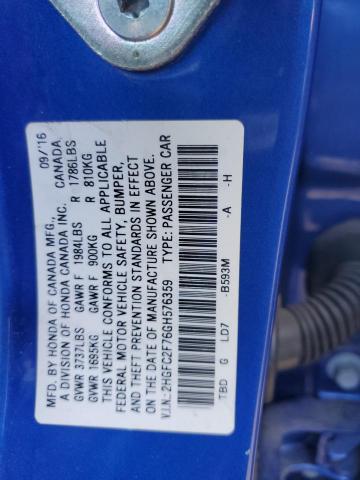 MFD. BY HONDA OF CANADA MFG., 09/16
A DIVISION OF HONDA CANADA INC. CANADA.
GVWR 3737LBS GAWR F 1984LBS R 1786LBS
GVWR 1695KG GAWR F 900KG R 810KG
THIS VEHICLE CONFORMS TO ALL APPLICABLE
FEDERAL MOTOR VEHICLE SAFETY, BUMPER,
AND THEFT PREVENTION STANDARDS IN EFFECT
ON THE DATE OF MANUFACTURE SHOWN ABOVE.
V.I.N.: 2HGFC2F76GH576359 TYPE: PASSENGER CAR
TBD G LD7 -B593M -A -H